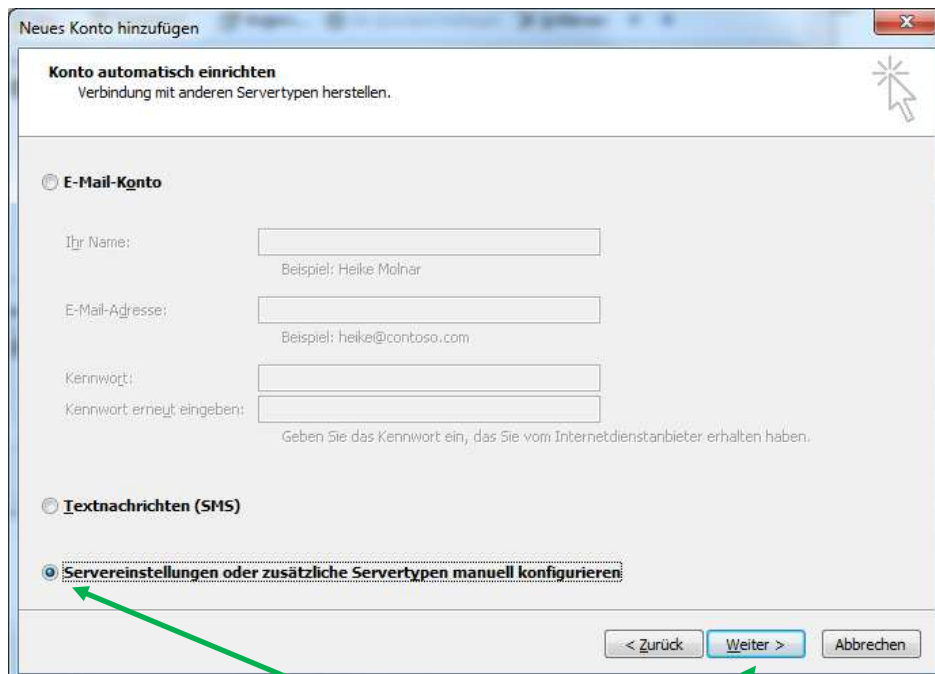 Neues Konto hinzufügen
Konto automatisch einrichten
Verbindung mit anderen Servertypen herstellen.
E-Mail-Konto
Ihr Name:
Beispiel: Heike Molnar
E-Mail-Adresse:
Beispiel: heike@contoso.com
Kennwort:
Kennwort erneut eingeben:
Geben Sie das Kennwort ein, das Sie vom Internetdienstanbieter erhalten haben.
Textnachrichten (SMS)
Servereinstellungen oder zusätzliche Servertypen manuell konfigurieren
< Zurück Weiter > Abbrechen